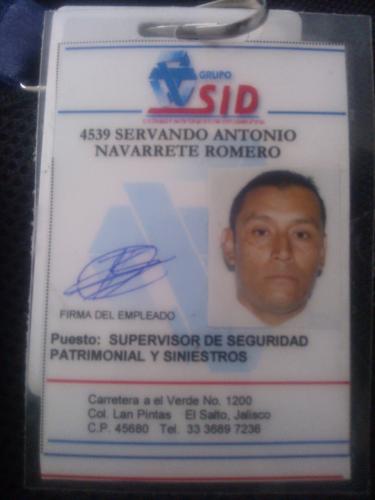 GRUPO
SID
4539 SERVANDO ANTONIO
NAVARRETE ROMERO
FIRMA DEL EMPLEADO
Puesto: SUPERVISOR DE SEGURIDAD
PATRIMONIAL Y SINIESTROS
Carretera a el Verde No. 1200
Col. Lan Pintas El Salto, Jalisco
C.P. 45680 Tel. 33 3689 7236